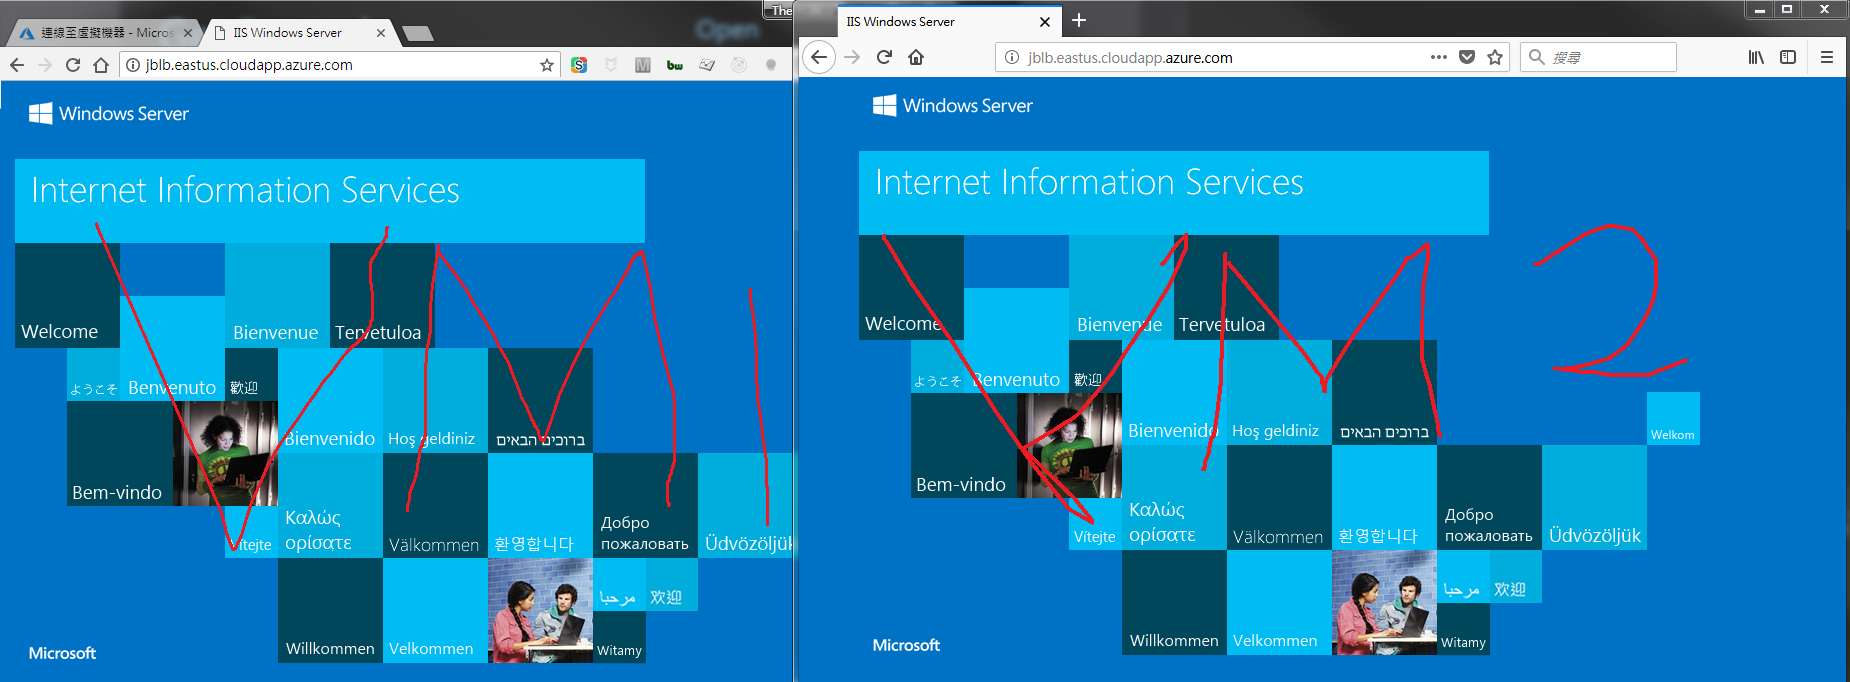 The
連線至虛擬機器 - Micros
IIS Windows Server
jblb.eastus.cloudapp.azure.com
Windows Server
Internet Information Services
Welcome
Bienvenue
Tervetuloa
ようこそ
Benvenuto
歡迎
Bienvenido
Hoş geldiniz
ברוכים הבאים
Bem-vindo
Vítejte
Καλώς
ορίσατε
Välkommen
환영합니다
Добро
пожаловать
Üdvözöljük
Willkommen
Velkommen
مرحبا
欢迎
Witamy
Microsoft
VM1
Open
IIS Windows Server
jblb.eastus.cloudapp.azure.com
搜尋
Windows Server
Internet Information Services
Welcome
Bienvenue
Tervetuloa
ようこそ
Benvenuto
歡迎
Bienvenido
Hoş geldiniz
ברוכים הבאים
Welkom
Bem-vindo
Vítejte
Καλώς
ορίσατε
Välkommen
환영합니다
Добро
пожаловать
Üdvözöljük
Willkommen
Velkommen
مرحبا
欢迎
Witamy
Microsoft
VM2